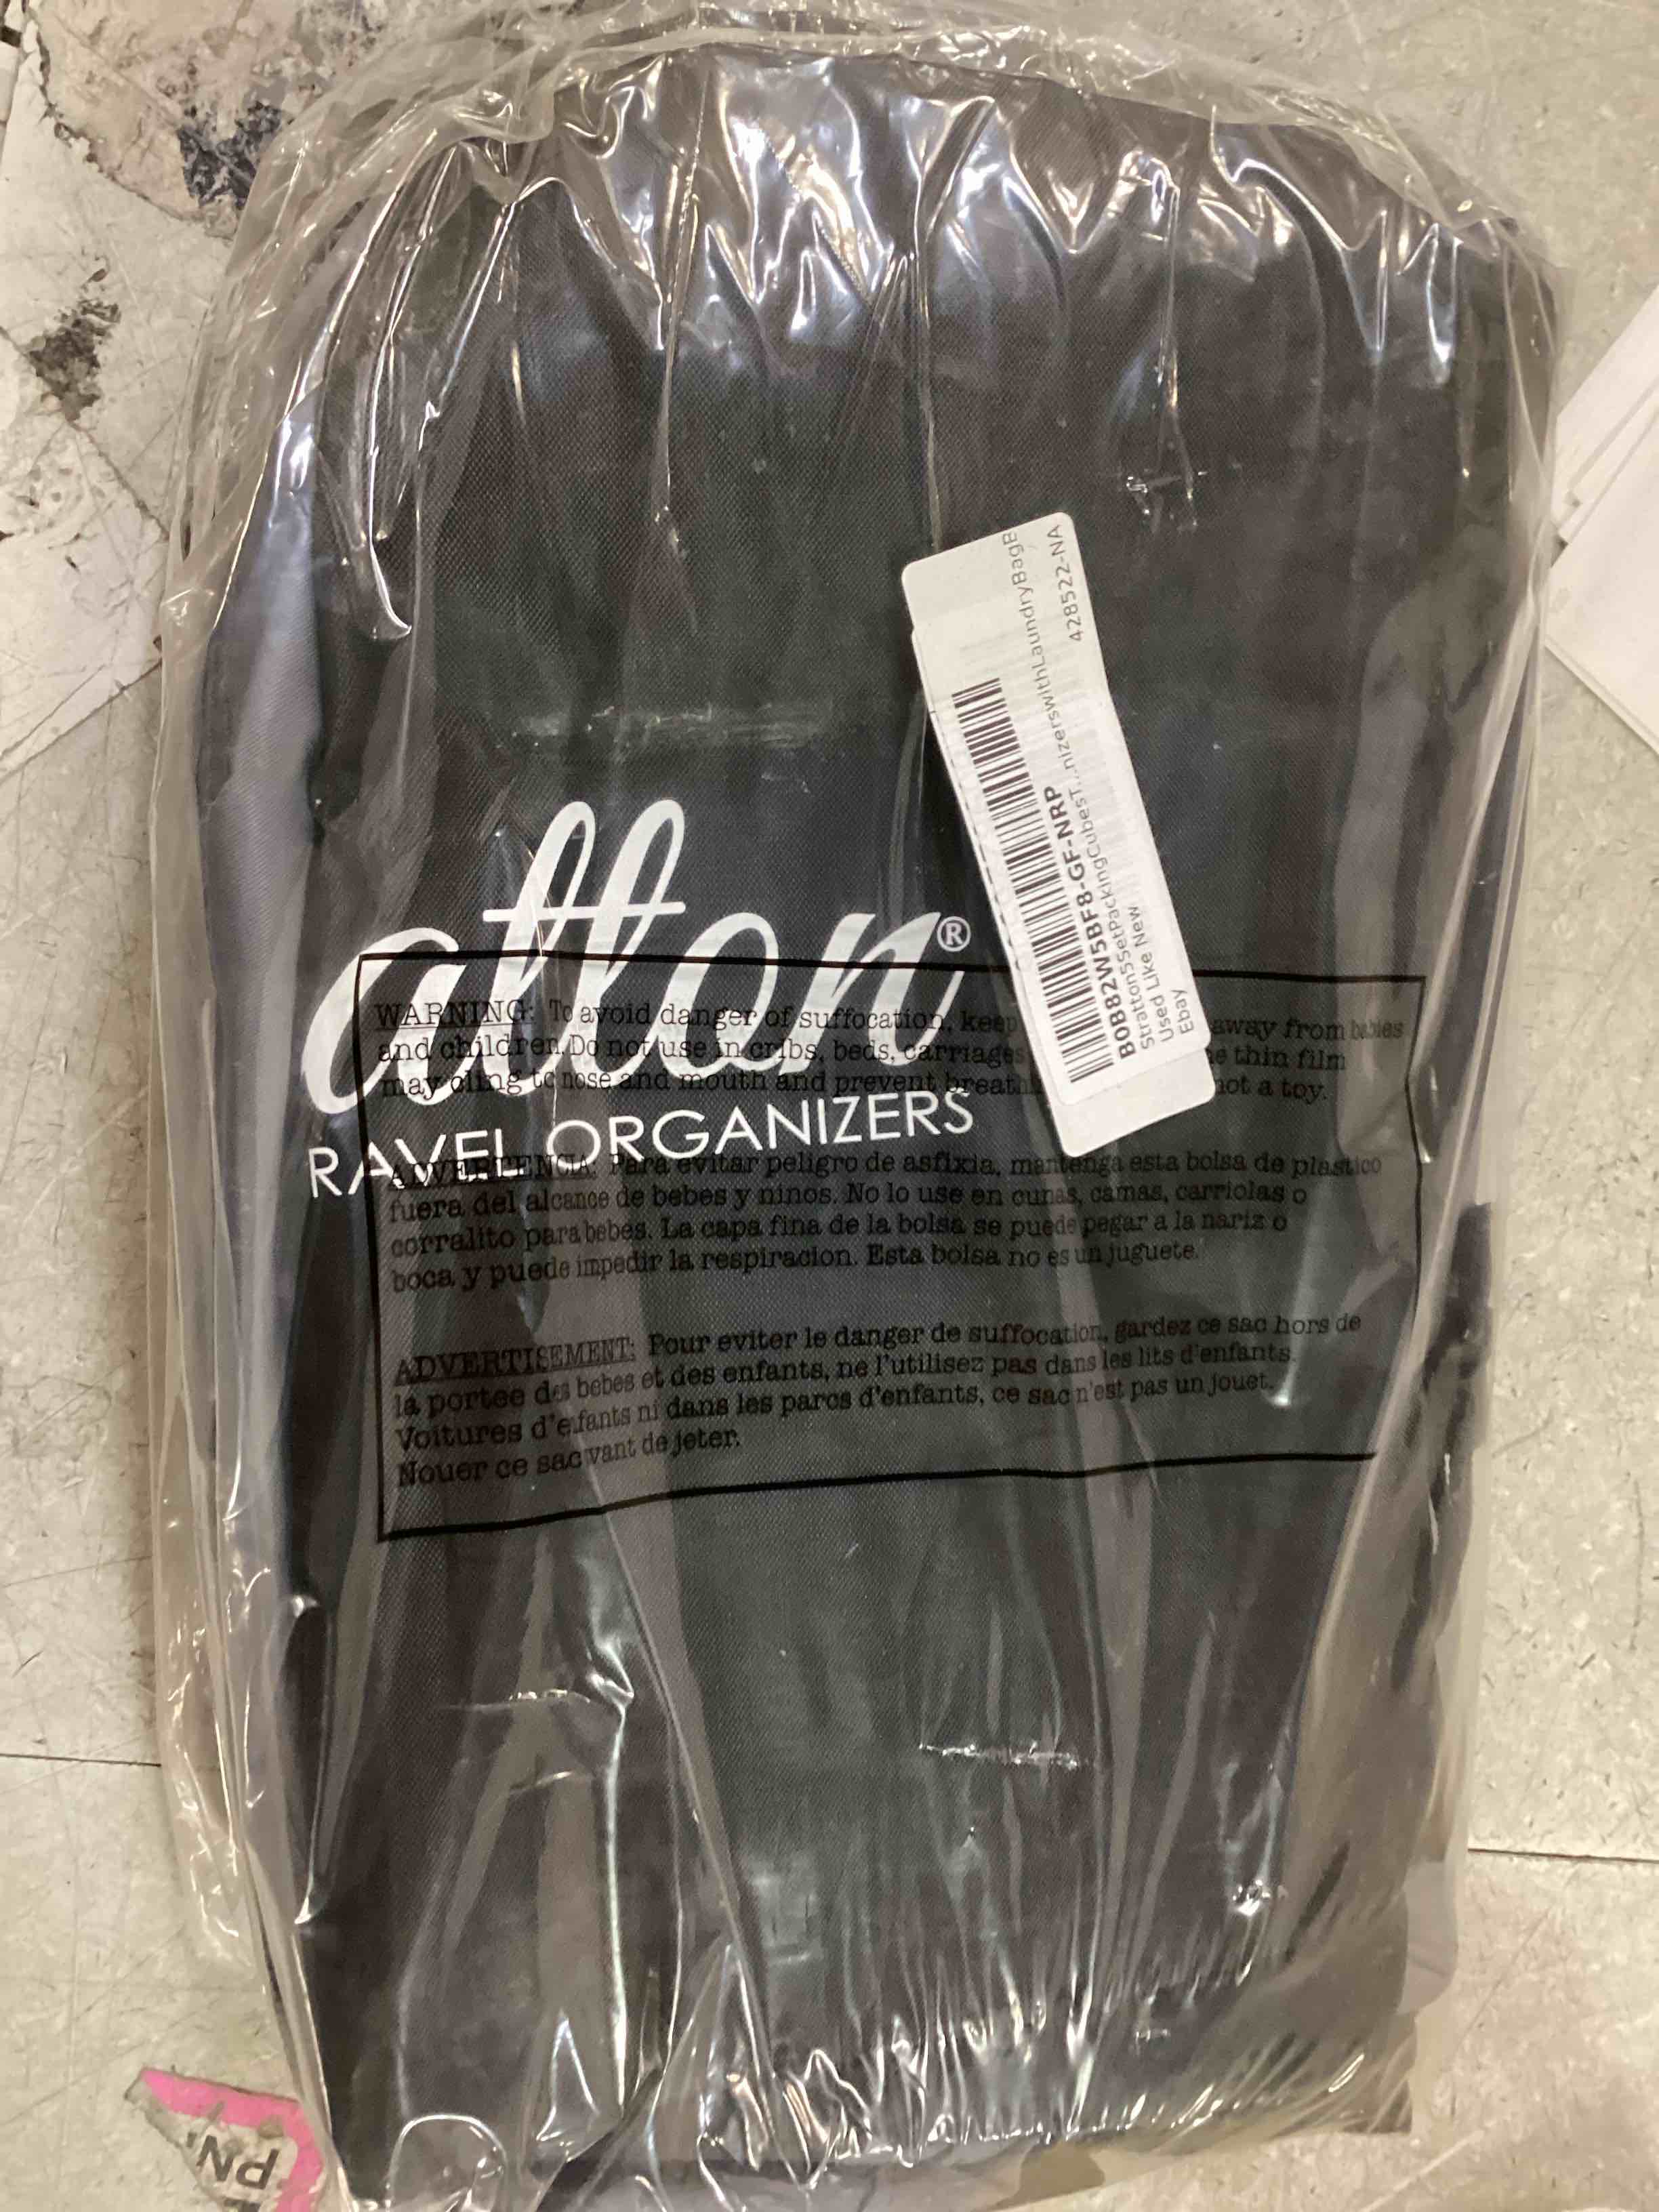 atton®
RAVEL ORGANIZERS
428522-NA
B0882W5BF8-GF-NRP
Stratton5SetPackingCubesT...nizerswithLaundryBagB
Used Like New
Ebay
WARNING: To avoid danger of suffocation, keep away from babies
and children. Do not use in cribs, beds, carriages thin film
may cling to nose and mouth and prevent not a toy.
ADVERTENCIA: Para evitar peligro de asfixia, mantenga esta bolsa de plastico
fuera del alcance de bebes y ninos. No lo use en cunas, camas, carriolas o
corralito para bebes. La capa fina de la bolsa se puede pegar a la nariz o
boca y puede impedir la respiracion. Esta bolsa no es un juguete.
ADVERTISEMENT: Pour eviter le danger de suffocation, gardez ce sac hors de
la portee des bebes et des enfants, ne l'utilisez pas dans les lits d'enfants.
Voitures d'efants ni dans les parcs d'enfants, ce sac n'est pas un jouet.
Nouer ce sac vant de jeter.
PN